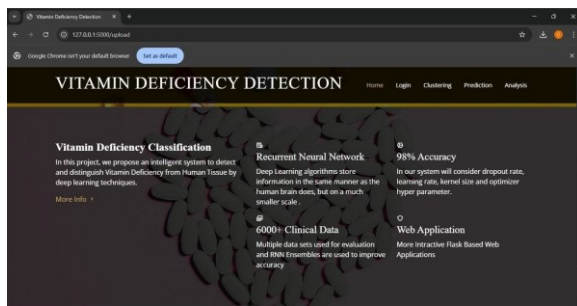 Vitamin Deficiency Detection
127.0.0.1:5000/upload
Google Chrome isn't your default browser Set as default
VITAMIN DEFICIENCY DETECTION
Home Login Clustering Prediction Analysis
Vitamin Deficiency Classification
In this project, we propose an intelligent system to detect
and distinguish Vitamin Deficiency from Human Tissue by
deep learning techniques.
More Info
Recurrent Neural Network
Deep Learning algorithms store
information in the same manner as the
human brain does, but on a much
smaller scale .
98% Accuracy
In our system will consider dropout rate,
learning rate, kernel size and optimizer
hyper parameter.
6000+ Clinical Data
Multiple data sets used for evaluation
and RNN Ensembles are used to improve
accuracy
Web Application
More Intractive Flask Based Web
Applications